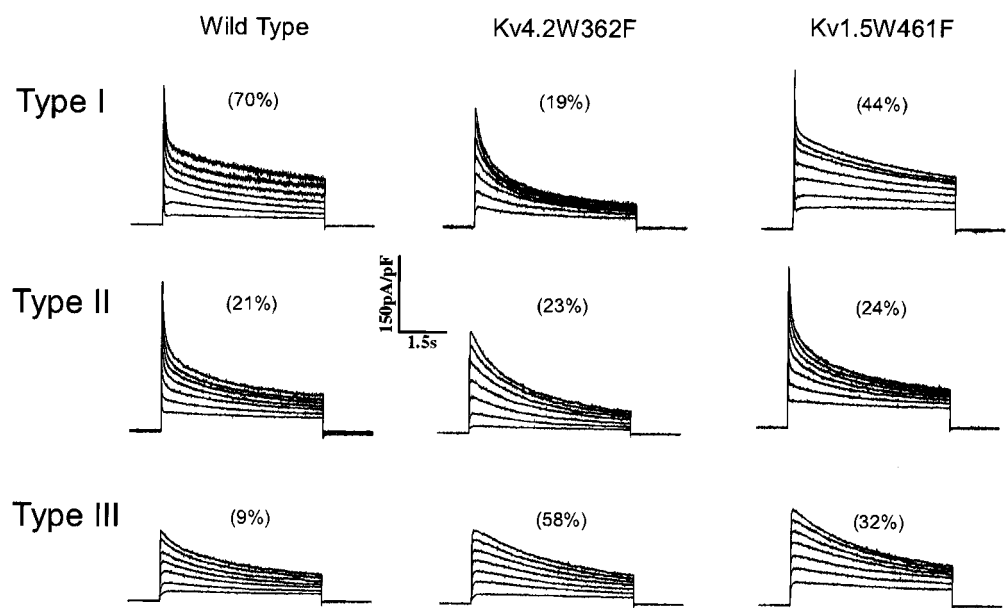 Wild Type Kv4.2W362F Kv1.5W461F
Type I (70%) (19%) (44%)
Type II (21%) (23%) (24%)
150pA/pF
1.5s
Type III (9%) (58%) (32%)